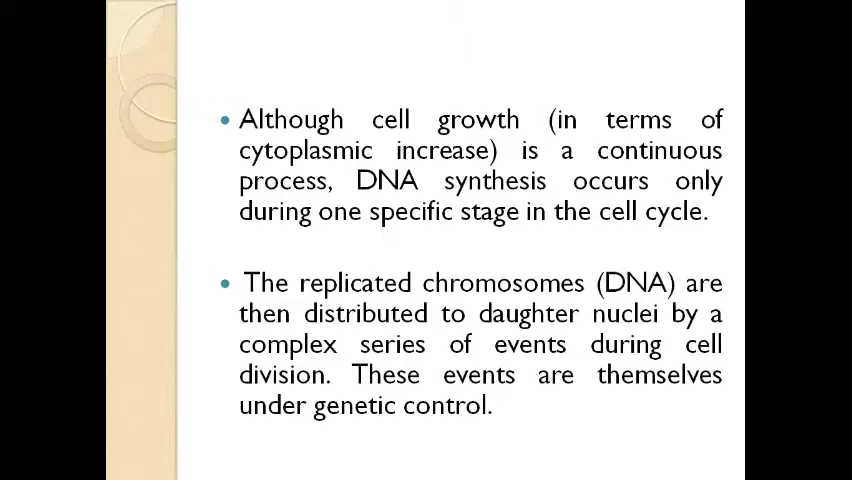 • Although cell growth (in terms of
cytoplasmic increase) is a continuous
process, DNA synthesis occurs only
during one specific stage in the cell cycle.
• The replicated chromosomes (DNA) are
then distributed to daughter nuclei by a
complex series of events during cell
division. These events are themselves
under genetic control.